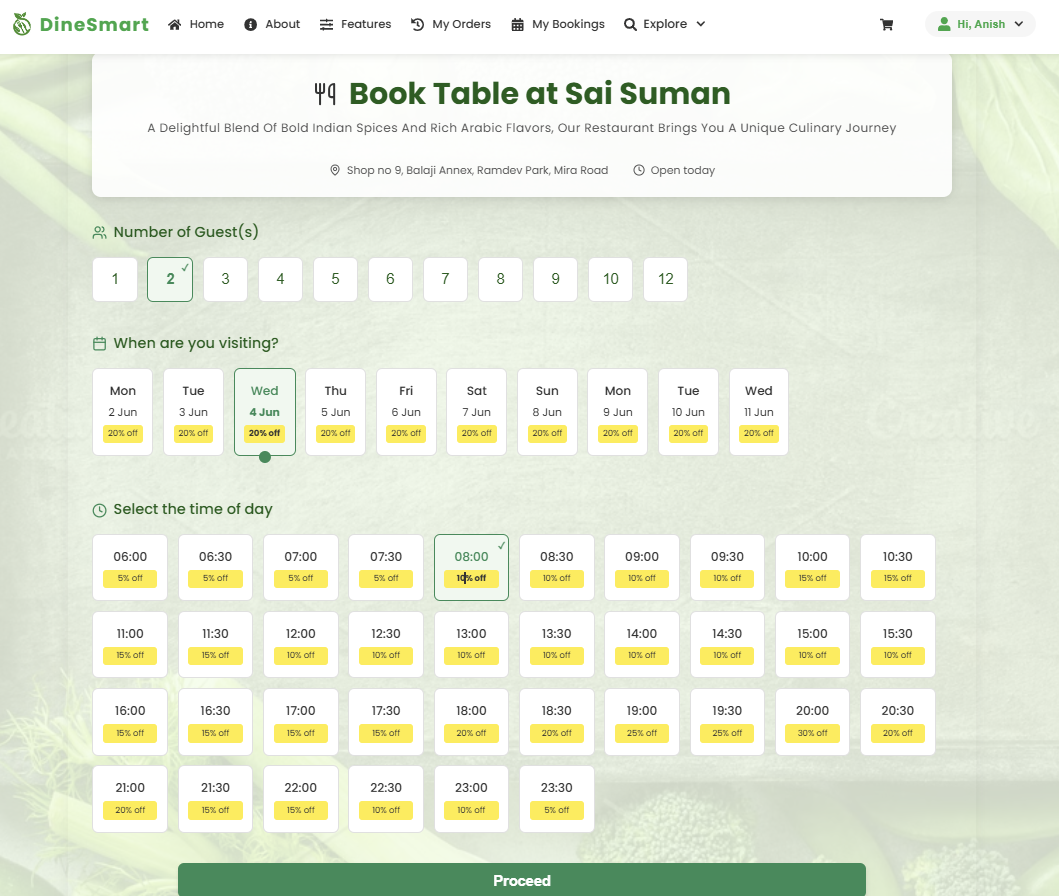 DineSmart Home About Features My Orders My Bookings Explore Hi, Anish
Book Table at Sai Suman
A Delightful Blend Of Bold Indian Spices And Rich Arabic Flavors, Our Restaurant Brings You A Unique Culinary Journey
Shop no 9, Balaji Annex, Ramdev Park, Mira Road Open today
Number of Guest(s)
1 2 3 4 5 6 7 8 9 10 12
When are you visiting?
Mon Tue Wed Thu Fri Sat Sun Mon Tue Wed
2 Jun 3 Jun 4 Jun 5 Jun 6 Jun 7 Jun 8 Jun 9 Jun 10 Jun 11 Jun
20% off 20% off 20% off 20% off 20% off 20% off 20% off 20% off 20% off 20% off
Select the time of day
06:00 06:30 07:00 07:30 08:00 08:30 09:00 09:30 10:00 10:30
5% off 5% off 5% off 5% off 10% off 10% off 10% off 10% off 15% off 15% off
11:00 11:30 12:00 12:30 13:00 13:30 14:00 14:30 15:00 15:30
15% off 15% off 10% off 10% off 10% off 10% off 10% off 10% off 10% off 10% off
16:00 16:30 17:00 17:30 18:00 18:30 19:00 19:30 20:00 20:30
15% off 15% off 15% off 15% off 20% off 20% off 25% off 25% off 30% off 20% off
21:00 21:30 22:00 22:30 23:00 23:30
20% off 15% off 15% off 10% off 10% off 5% off
Proceed